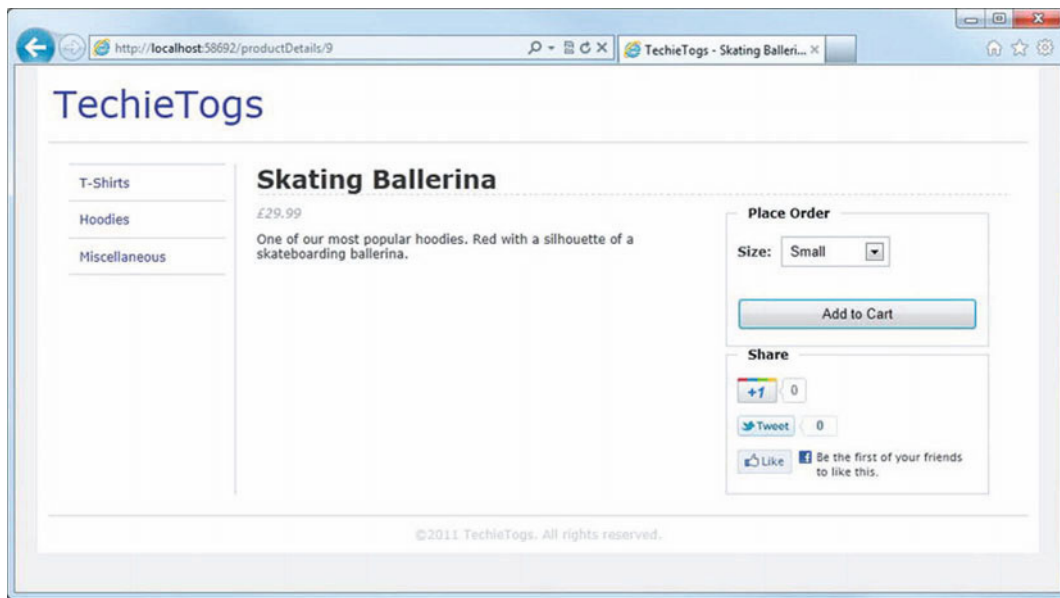 http://localhost:58692/productDetails/9
TechieTogs - Skating Balleri...
TechieTogs
T-Shirts
Hoodies
Miscellaneous
Skating Ballerina
£29.99
One of our most popular hoodies. Red with a silhouette of a
skateboarding ballerina.
Place Order
Size: Small
Add to Cart
Share
+1 0
Tweet 0
Like Be the first of your friends
to like this.
©2011 TechieTogs. All rights reserved.